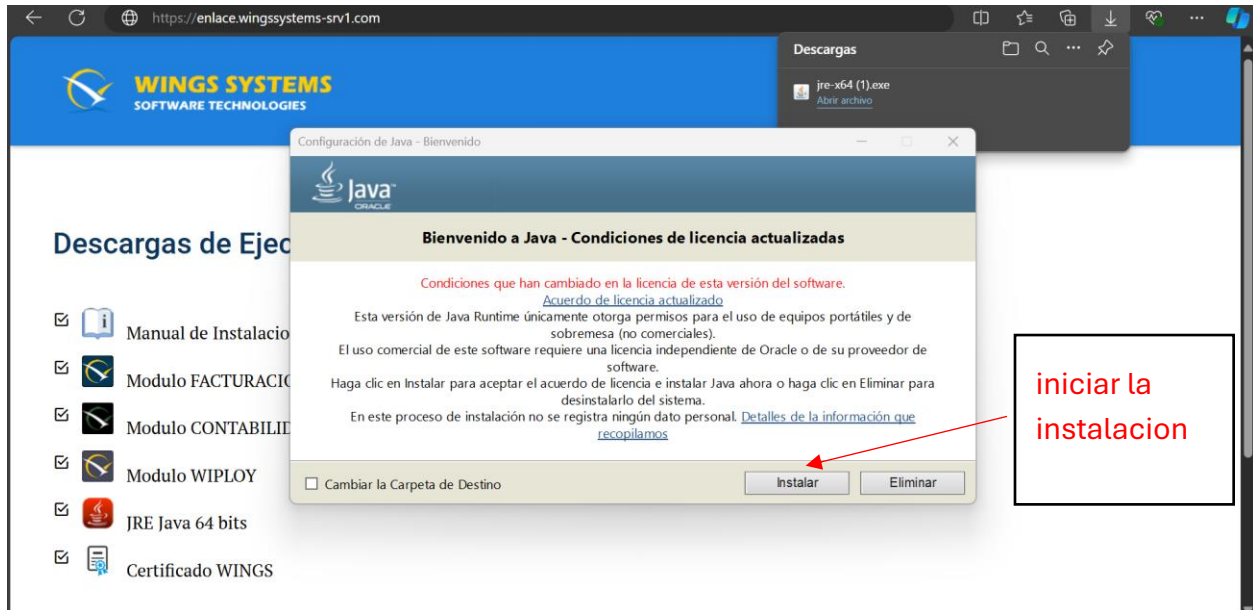 https://enlace.wingssystems-srv1.com
Descargas
jre-x64 (1).exe
Abrir archivo
WINGS SYSTEMS
SOFTWARE TECHNOLOGIES
Configuración de Java - Bienvenido
Java
ORACLE
Bienvenido a Java - Condiciones de licencia actualizadas
Condiciones que han cambiado en la licencia de esta versión del software.
Acuerdo de licencia actualizado
Esta versión de Java Runtime únicamente otorga permisos para el uso de equipos portátiles y de
sobremesa (no comerciales).
El uso comercial de este software requiere una licencia independiente de Oracle o de su proveedor de
software.
Haga clic en Instalar para aceptar el acuerdo de licencia e instalar Java ahora o haga clic en Eliminar para
desinstalarlo del sistema.
En este proceso de instalación no se registra ningún dato personal. Detalles de la información que
recopilamos
Cambiar la Carpeta de Destino
Instalar
Eliminar
iniciar la
instalacion
Descargas de Ejec
Manual de Instalacio
Modulo FACTURACIO
Modulo CONTABILID
Modulo WIPLOY
JRE Java 64 bits
Certificado WINGS